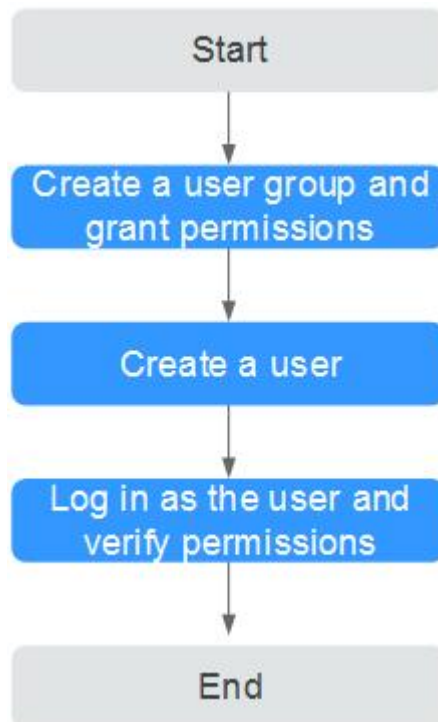 Start
Create a user group and
grant permissions
Create a user
Log in as the user and
verify permissions
End